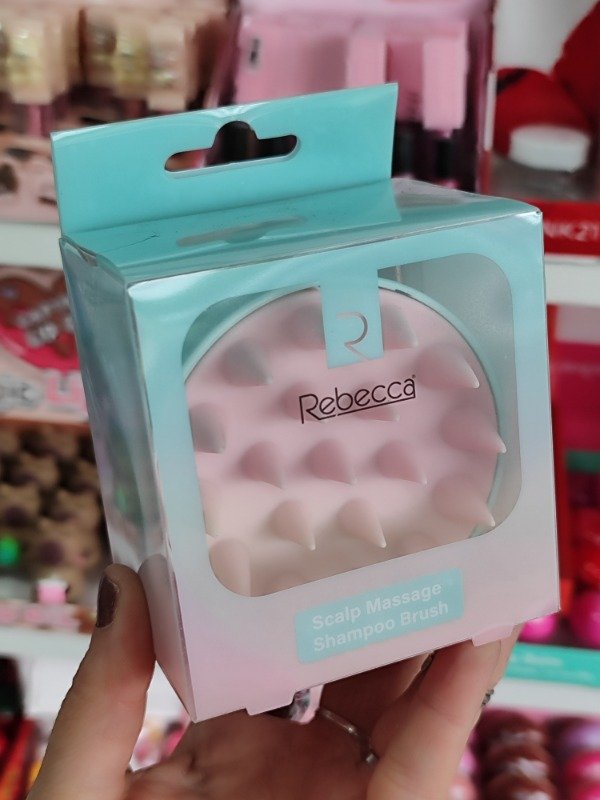 R
Rebecca
Scalp Massage
Shampoo Brush